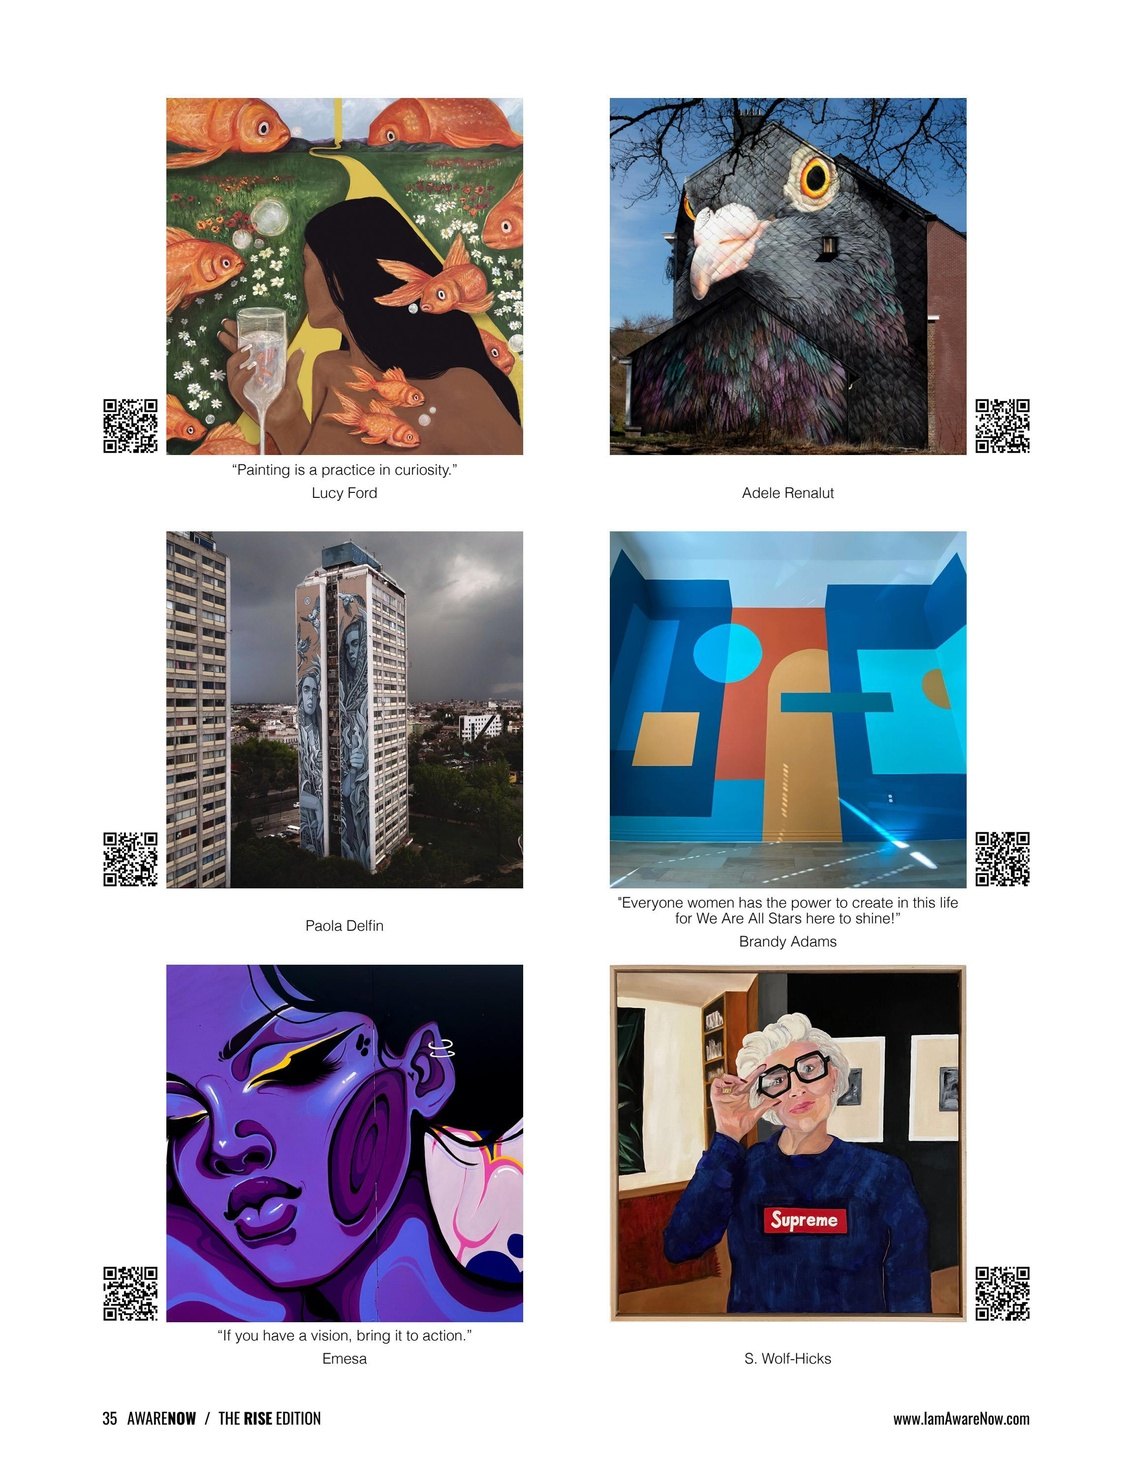 “Painting is a practice in curiosity.”
Lucy Ford
Adele Renalut
Paola Delfin
"Everyone women has the power to create in this life
for We Are All Stars here to shine!”
Brandy Adams
Supreme
“If you have a vision, bring it to action.”
Emesa
S. Wolf-Hicks
35 AWARENOW / THE RISE EDITION
www.IamAwareNow.com